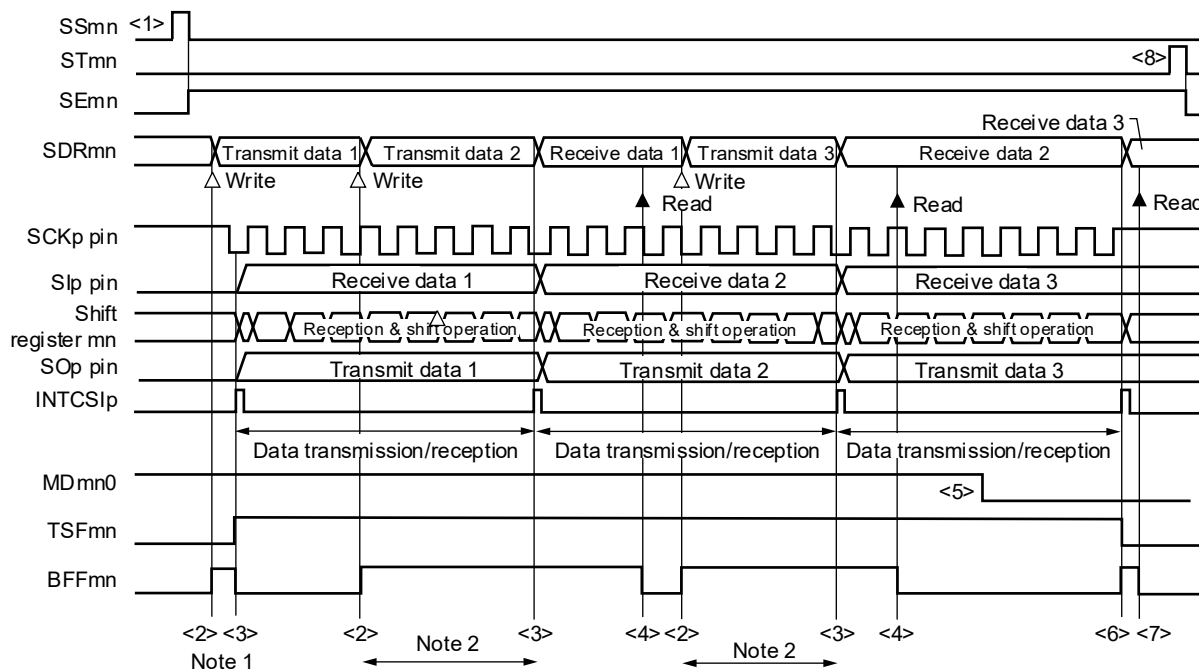 SSmn <1>
STmn <8>
SEmn
Receive data 3
SDRmn Transmit data 1 Transmit data 2 Receive data 1 Transmit data 3 Receive data 2
Write Write Write
Read Read Read
SCKp pin
SIp pin Receive data 1 Receive data 2 Receive data 3
Shift
register mn Reception & shift operation Reception & shift operation Reception & shift operation
SOp pin Transmit data 1 Transmit data 2 Transmit data 3
INTCSIp
Data transmission/reception Data transmission/reception Data transmission/reception
MDmn0 <5>
TSFmn
BFFmn
<2> <3> <2> <3> <4> <2> <3> <4> <6> <7>
Note 1 Note 2 Note 2